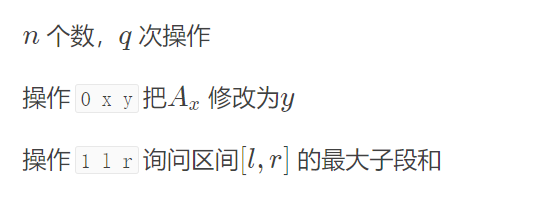 n 个数，q 次操作
操作 0 x y 把Aₓ 修改为y
操作 1 l r 询问区间[l, r] 的最大子段和